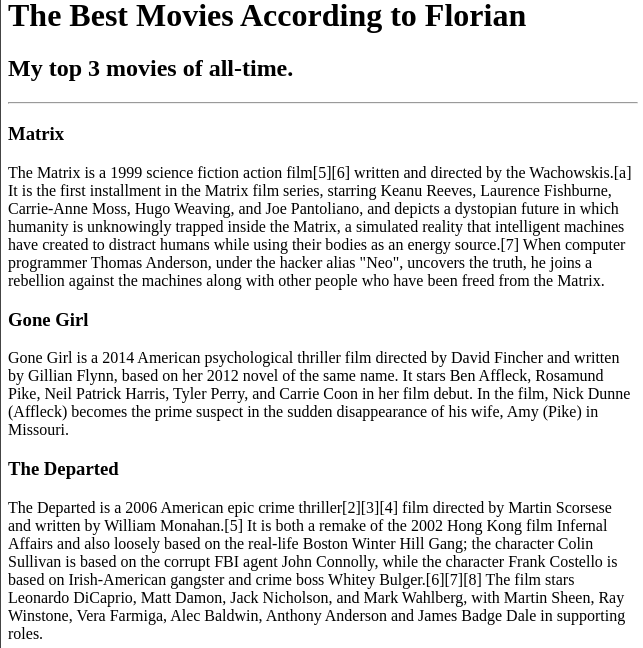 The Best Movies According to Florian
My top 3 movies of all-time.
Matrix
The Matrix is a 1999 science fiction action film[5][6] written and directed by the Wachowskis.[a]
It is the first installment in the Matrix film series, starring Keanu Reeves, Laurence Fishburne,
Carrie-Anne Moss, Hugo Weaving, and Joe Pantoliano, and depicts a dystopian future in which
humanity is unknowingly trapped inside the Matrix, a simulated reality that intelligent machines
have created to distract humans while using their bodies as an energy source.[7] When computer
programmer Thomas Anderson, under the hacker alias "Neo", uncovers the truth, he joins a
rebellion against the machines along with other people who have been freed from the Matrix.
Gone Girl
Gone Girl is a 2014 American psychological thriller film directed by David Fincher and written
by Gillian Flynn, based on her 2012 novel of the same name. It stars Ben Affleck, Rosamund
Pike, Neil Patrick Harris, Tyler Perry, and Carrie Coon in her film debut. In the film, Nick Dunne
(Affleck) becomes the prime suspect in the sudden disappearance of his wife, Amy (Pike) in
Missouri.
The Departed
The Departed is a 2006 American epic crime thriller[2][3][4] film directed by Martin Scorsese
and written by William Monahan.[5] It is both a remake of the 2002 Hong Kong film Infernal
Affairs and also loosely based on the real-life Boston Winter Hill Gang; the character Colin
Sullivan is based on the corrupt FBI agent John Connolly, while the character Frank Costello is
based on Irish-American gangster and crime boss Whitey Bulger.[6][7][8] The film stars
Leonardo DiCaprio, Matt Damon, Jack Nicholson, and Mark Wahlberg, with Martin Sheen, Ray
Winstone, Vera Farmiga, Alec Baldwin, Anthony Anderson and James Badge Dale in supporting
roles.